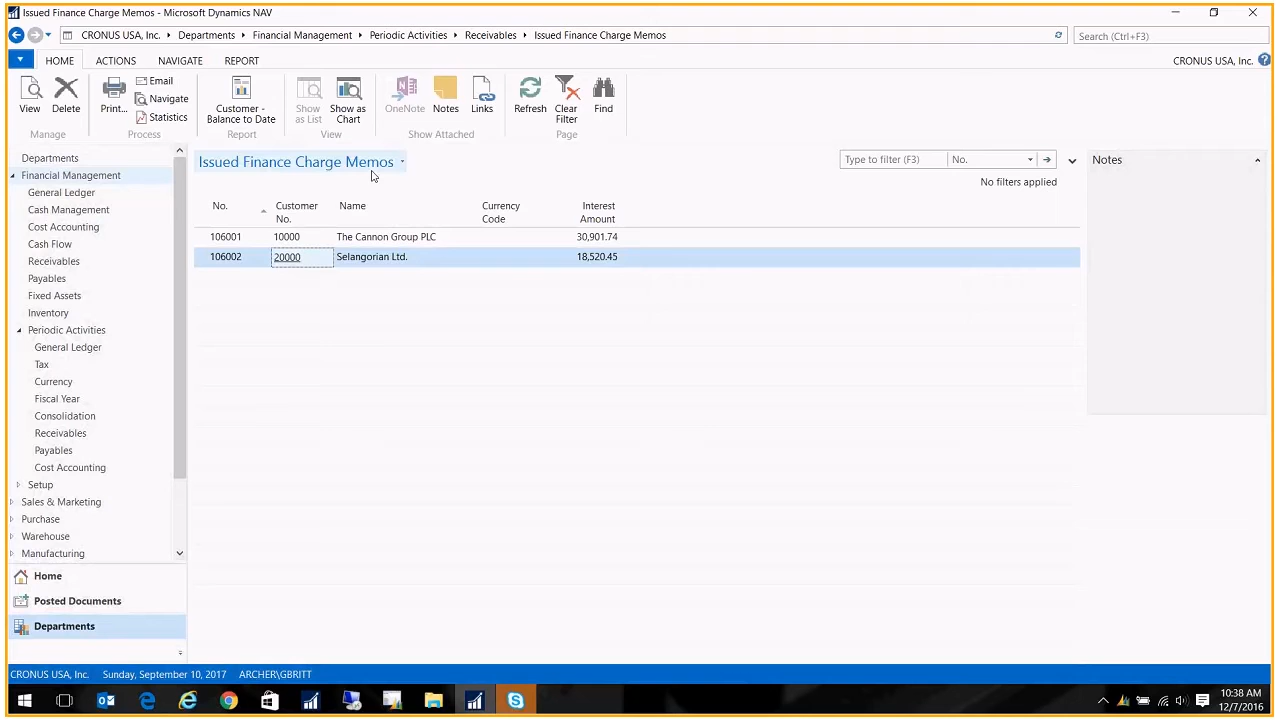 Issued Finance Charge Memos - Microsoft Dynamics NAV
CRONUS USA, Inc. Departments Financial Management Periodic Activities Receivables Issued Finance Charge Memos
Search (Ctrl+F3)
HOME ACTIONS NAVIGATE REPORT
CRONUS USA, Inc.
View Delete Print... Email Navigate Statistics
Customer - Balance to Date
Show as List
Show as Chart
OneNote Notes Links
Refresh
Clear Filter
Find
Manage Process Report View Show Attached Page
Departments
Financial Management
General Ledger
Cash Management
Cost Accounting
Cash Flow
Receivables
Payables
Fixed Assets
Inventory
Periodic Activities
General Ledger
Tax
Currency
Fiscal Year
Consolidation
Receivables
Payables
Cost Accounting
Setup
Sales & Marketing
Purchase
Warehouse
Manufacturing
Home
Posted Documents
Departments
Issued Finance Charge Memos
Type to filter (F3) No.
No filters applied
No. Customer No. Name Currency Code Interest Amount
106001 10000 The Cannon Group PLC 30,901.74
106002 20000 Selangorian Ltd. 18,520.45
Notes
CRONUS USA, Inc. Sunday, September 10, 2017 ARCHER\GBRITT
10:38 AM
12/7/2016